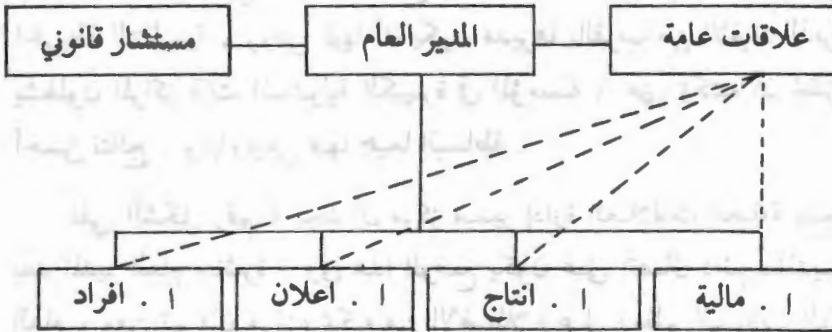 علاقات عامة المدير العام مستشار قانوني
ا . مالية ا . انتاج ا . اعلان ا . افراد